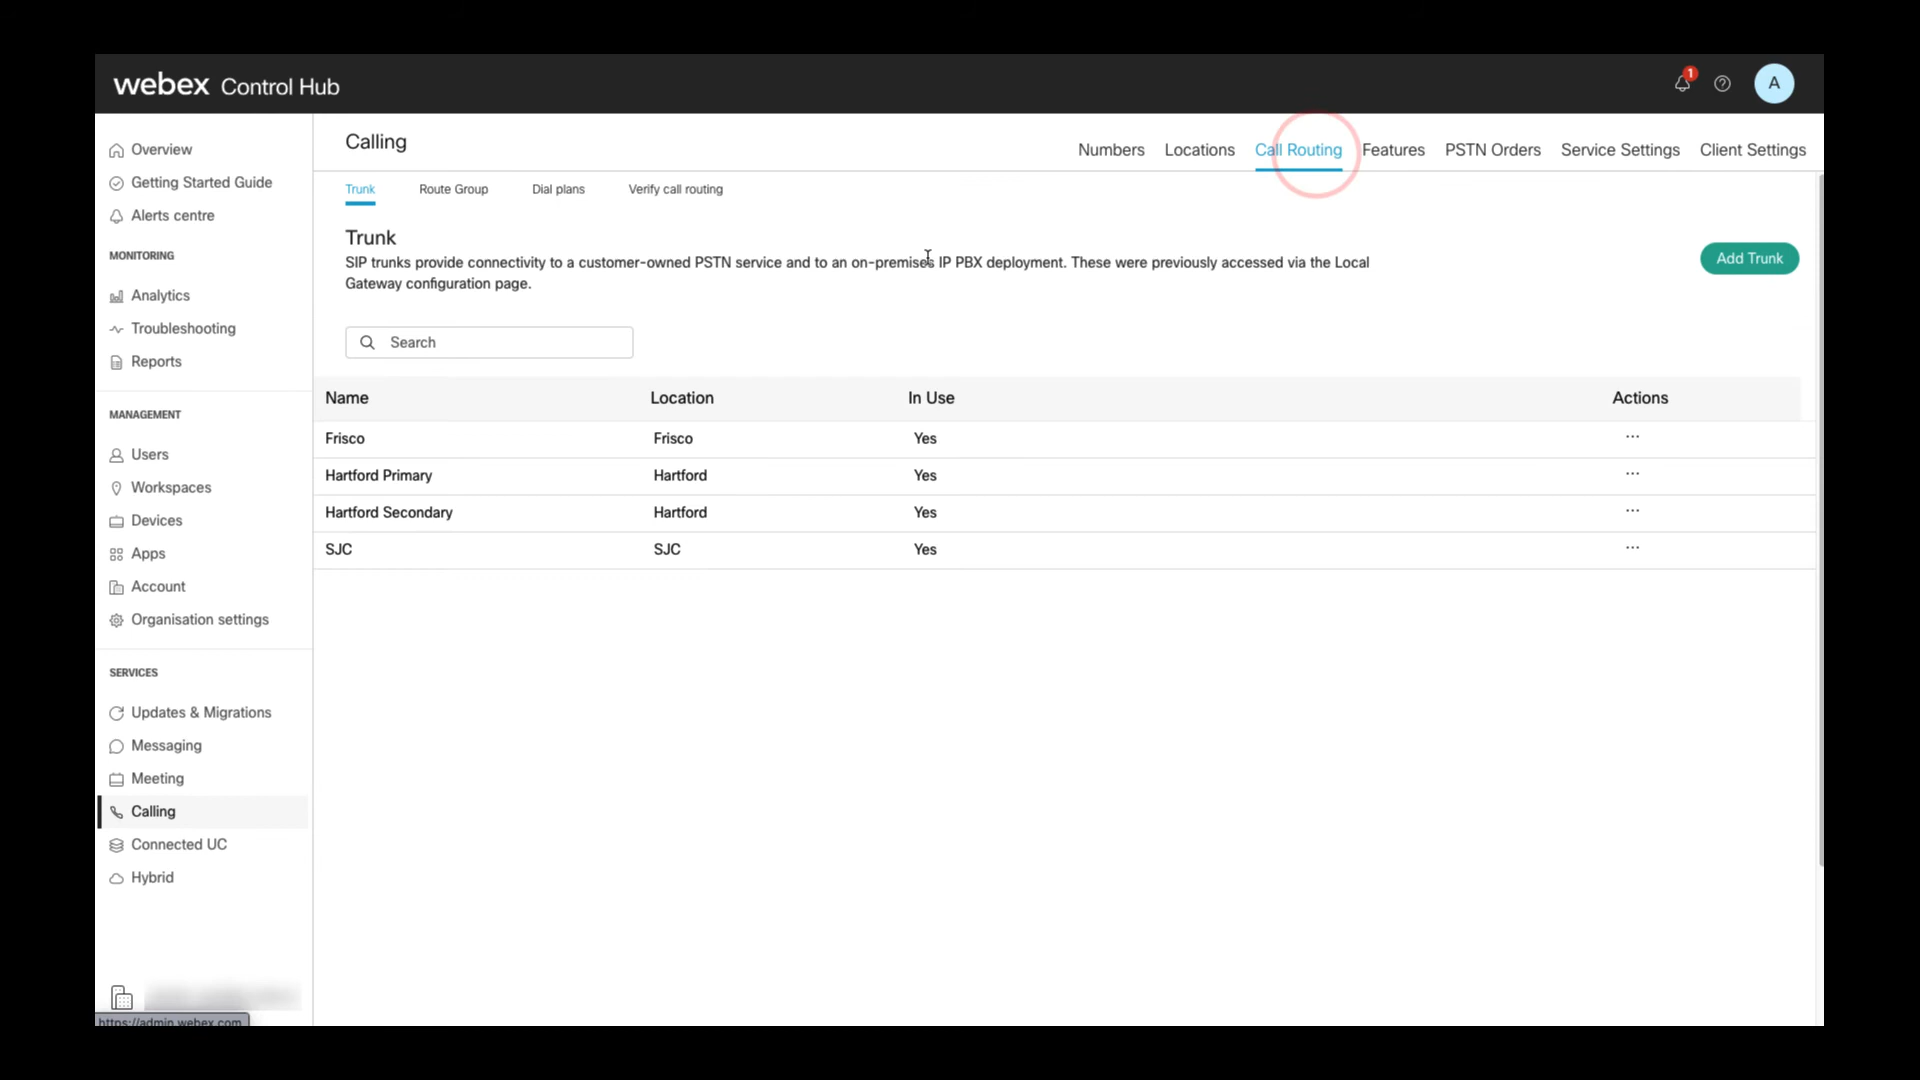 webex Control Hub
1
A
Overview
Getting Started Guide
Alerts centre
MONITORING
Analytics
Troubleshooting
Reports
MANAGEMENT
Users
Workspaces
Devices
Apps
Account
Organisation settings
SERVICES
Updates & Migrations
Messaging
Meeting
Calling
Connected UC
Hybrid
https://admin.webex.com
Calling
Numbers Locations Call Routing Features PSTN Orders Service Settings Client Settings
Trunk Route Group Dial plans Verify call routing
Trunk
SIP trunks provide connectivity to a customer-owned PSTN service and to an on-premises IP PBX deployment. These were previously accessed via the Local
Gateway configuration page.
Add Trunk
Search
Name Location In Use Actions
Frisco Frisco Yes ...
Hartford Primary Hartford Yes ...
Hartford Secondary Hartford Yes ...
SJC SJC Yes ...